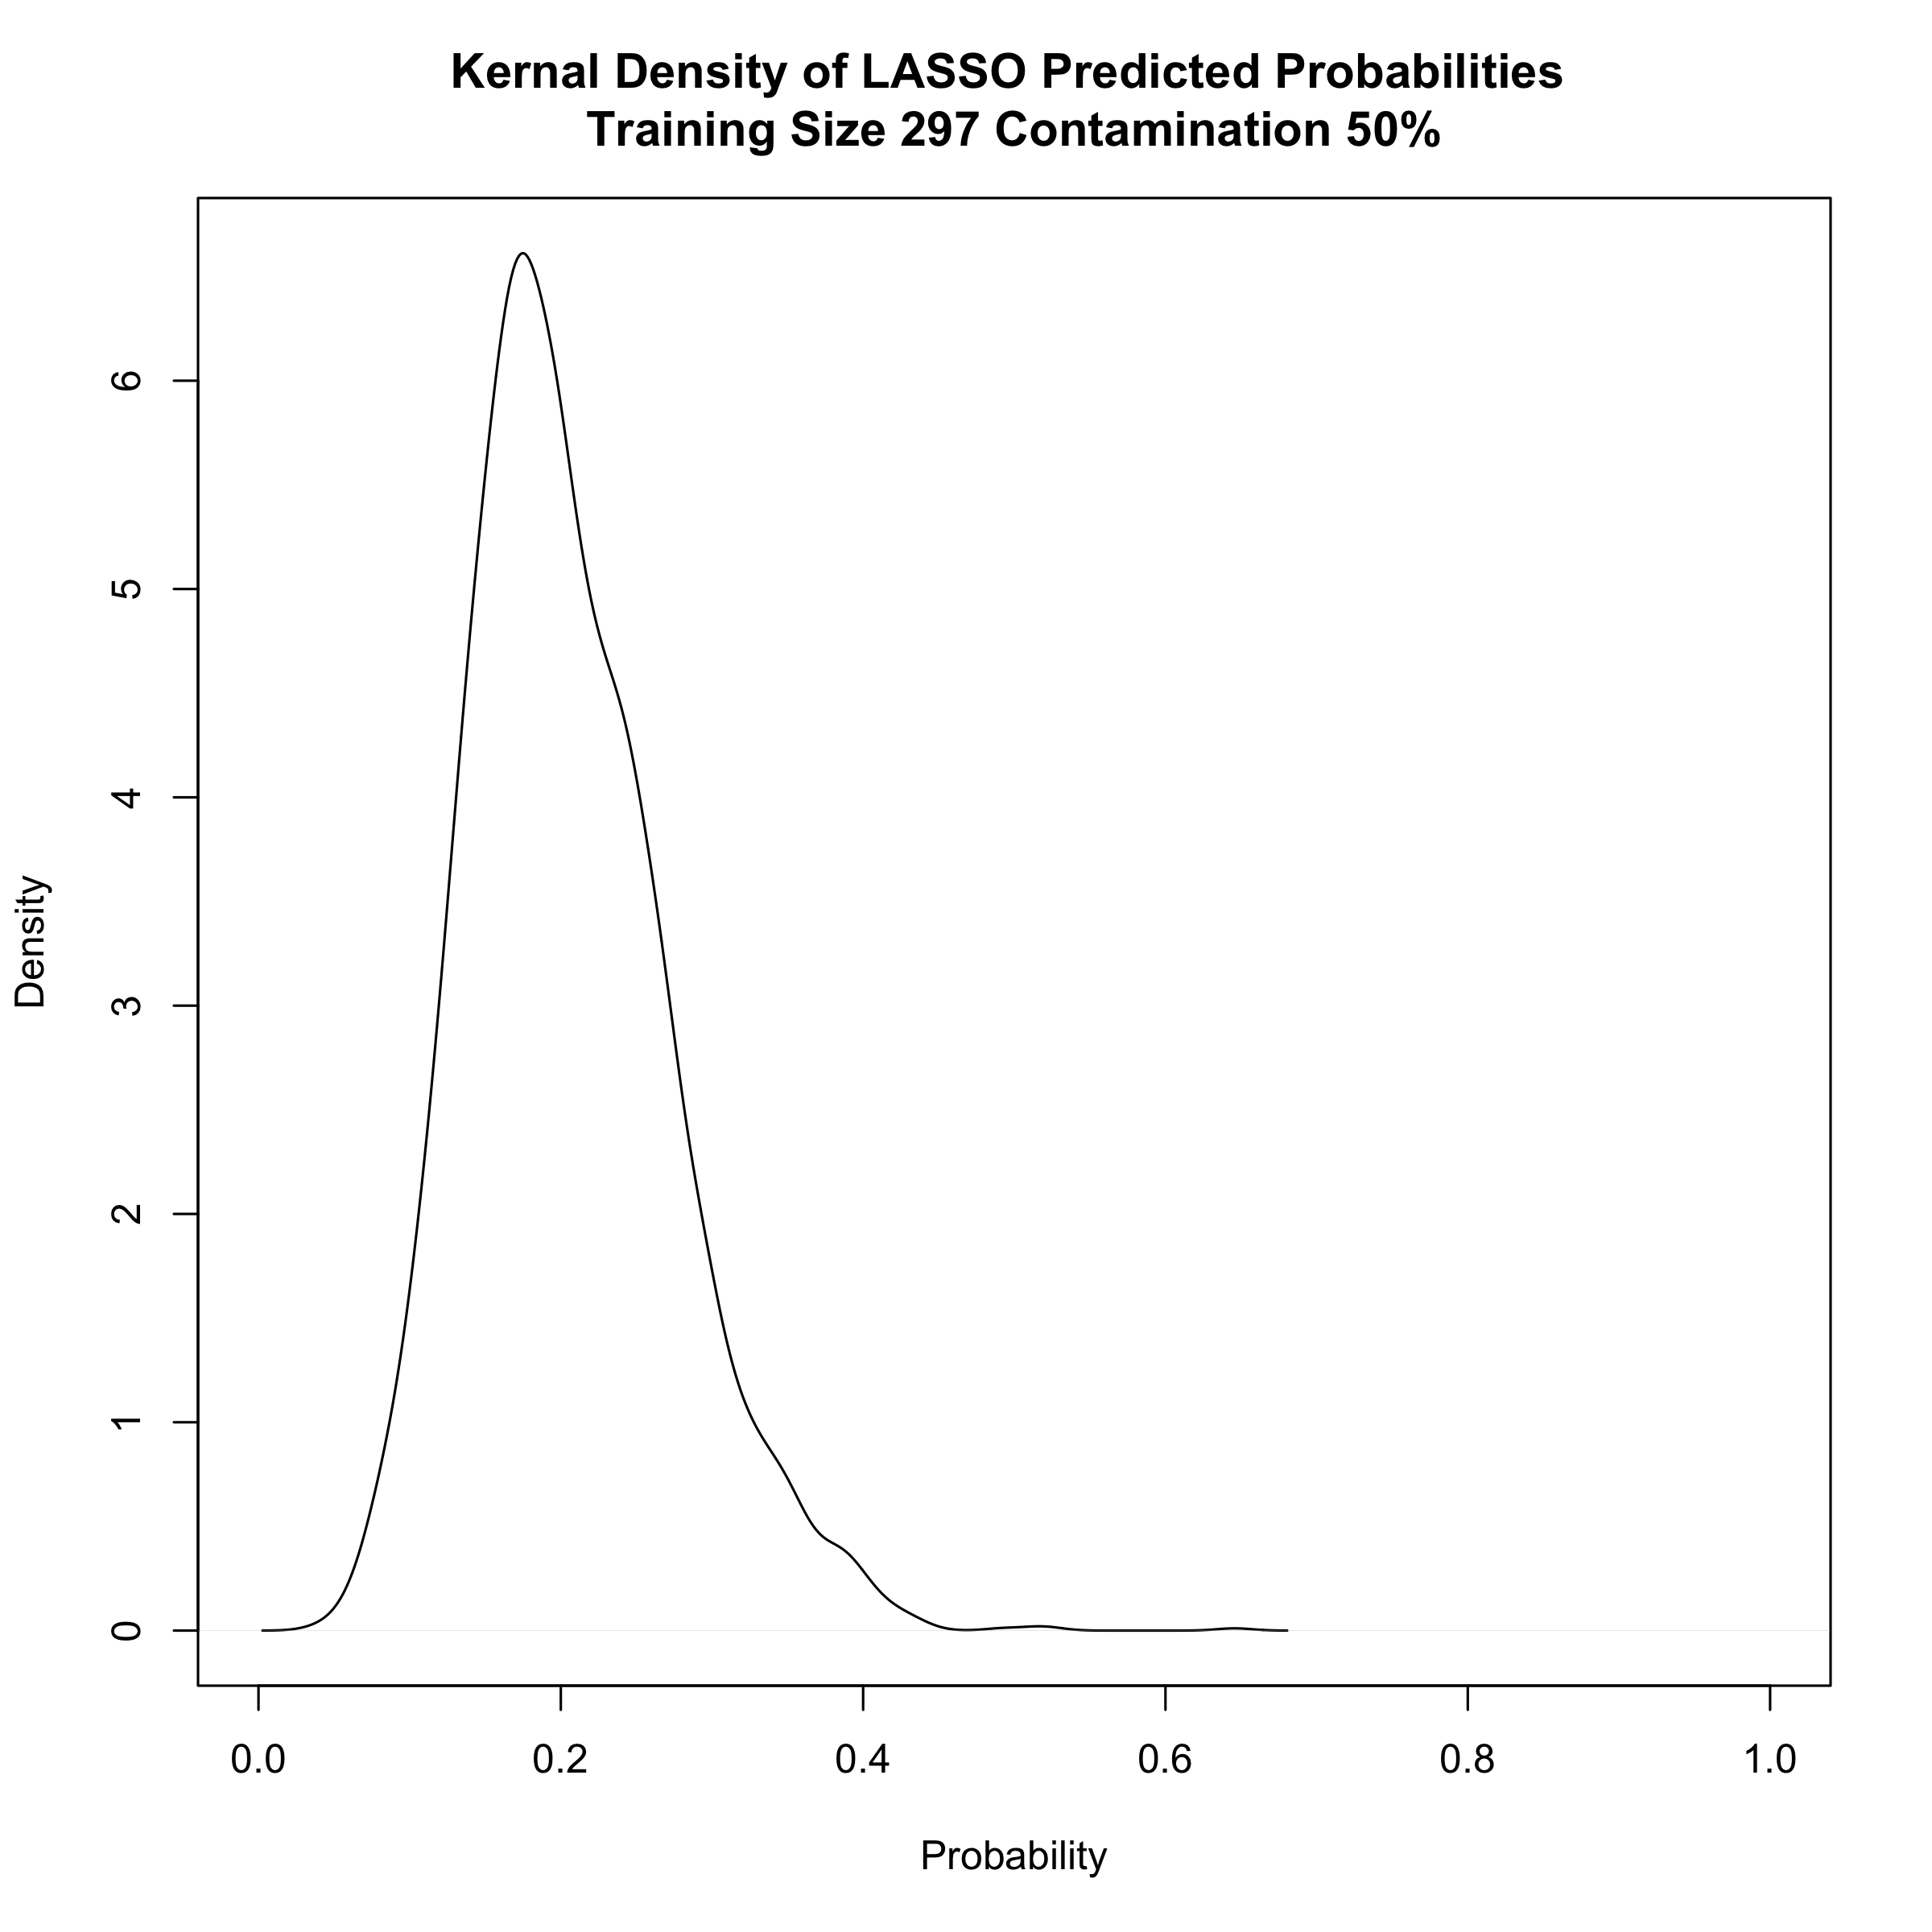 Kernal Density of LASSO Predicted Probabilities
Training Size 297 Contamination 50%
6
5
4
3
2
1
0
Density
0.0 0.2 0.4 0.6 0.8 1.0
Probability